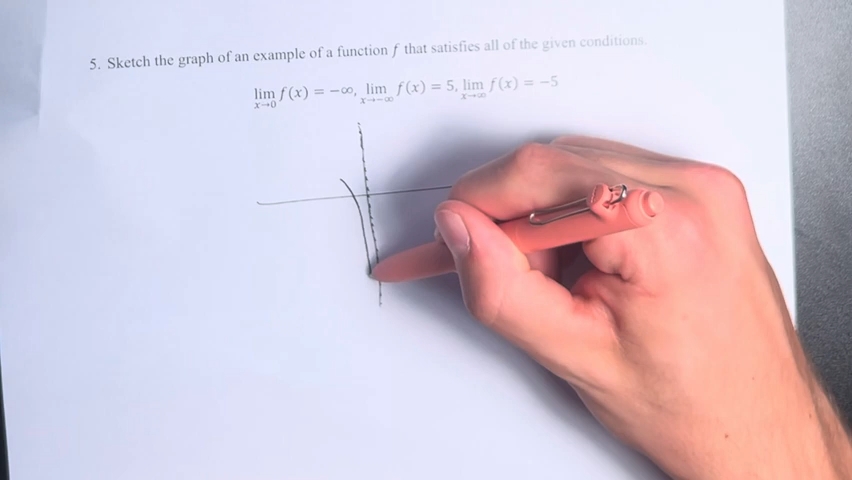 5. Sketch the graph of an example of a function f that satisfies all of the given conditions.
lim f(x) = −∞, lim f(x) = 5, lim f(x) = −5
x→0 x→−∞ x→∞